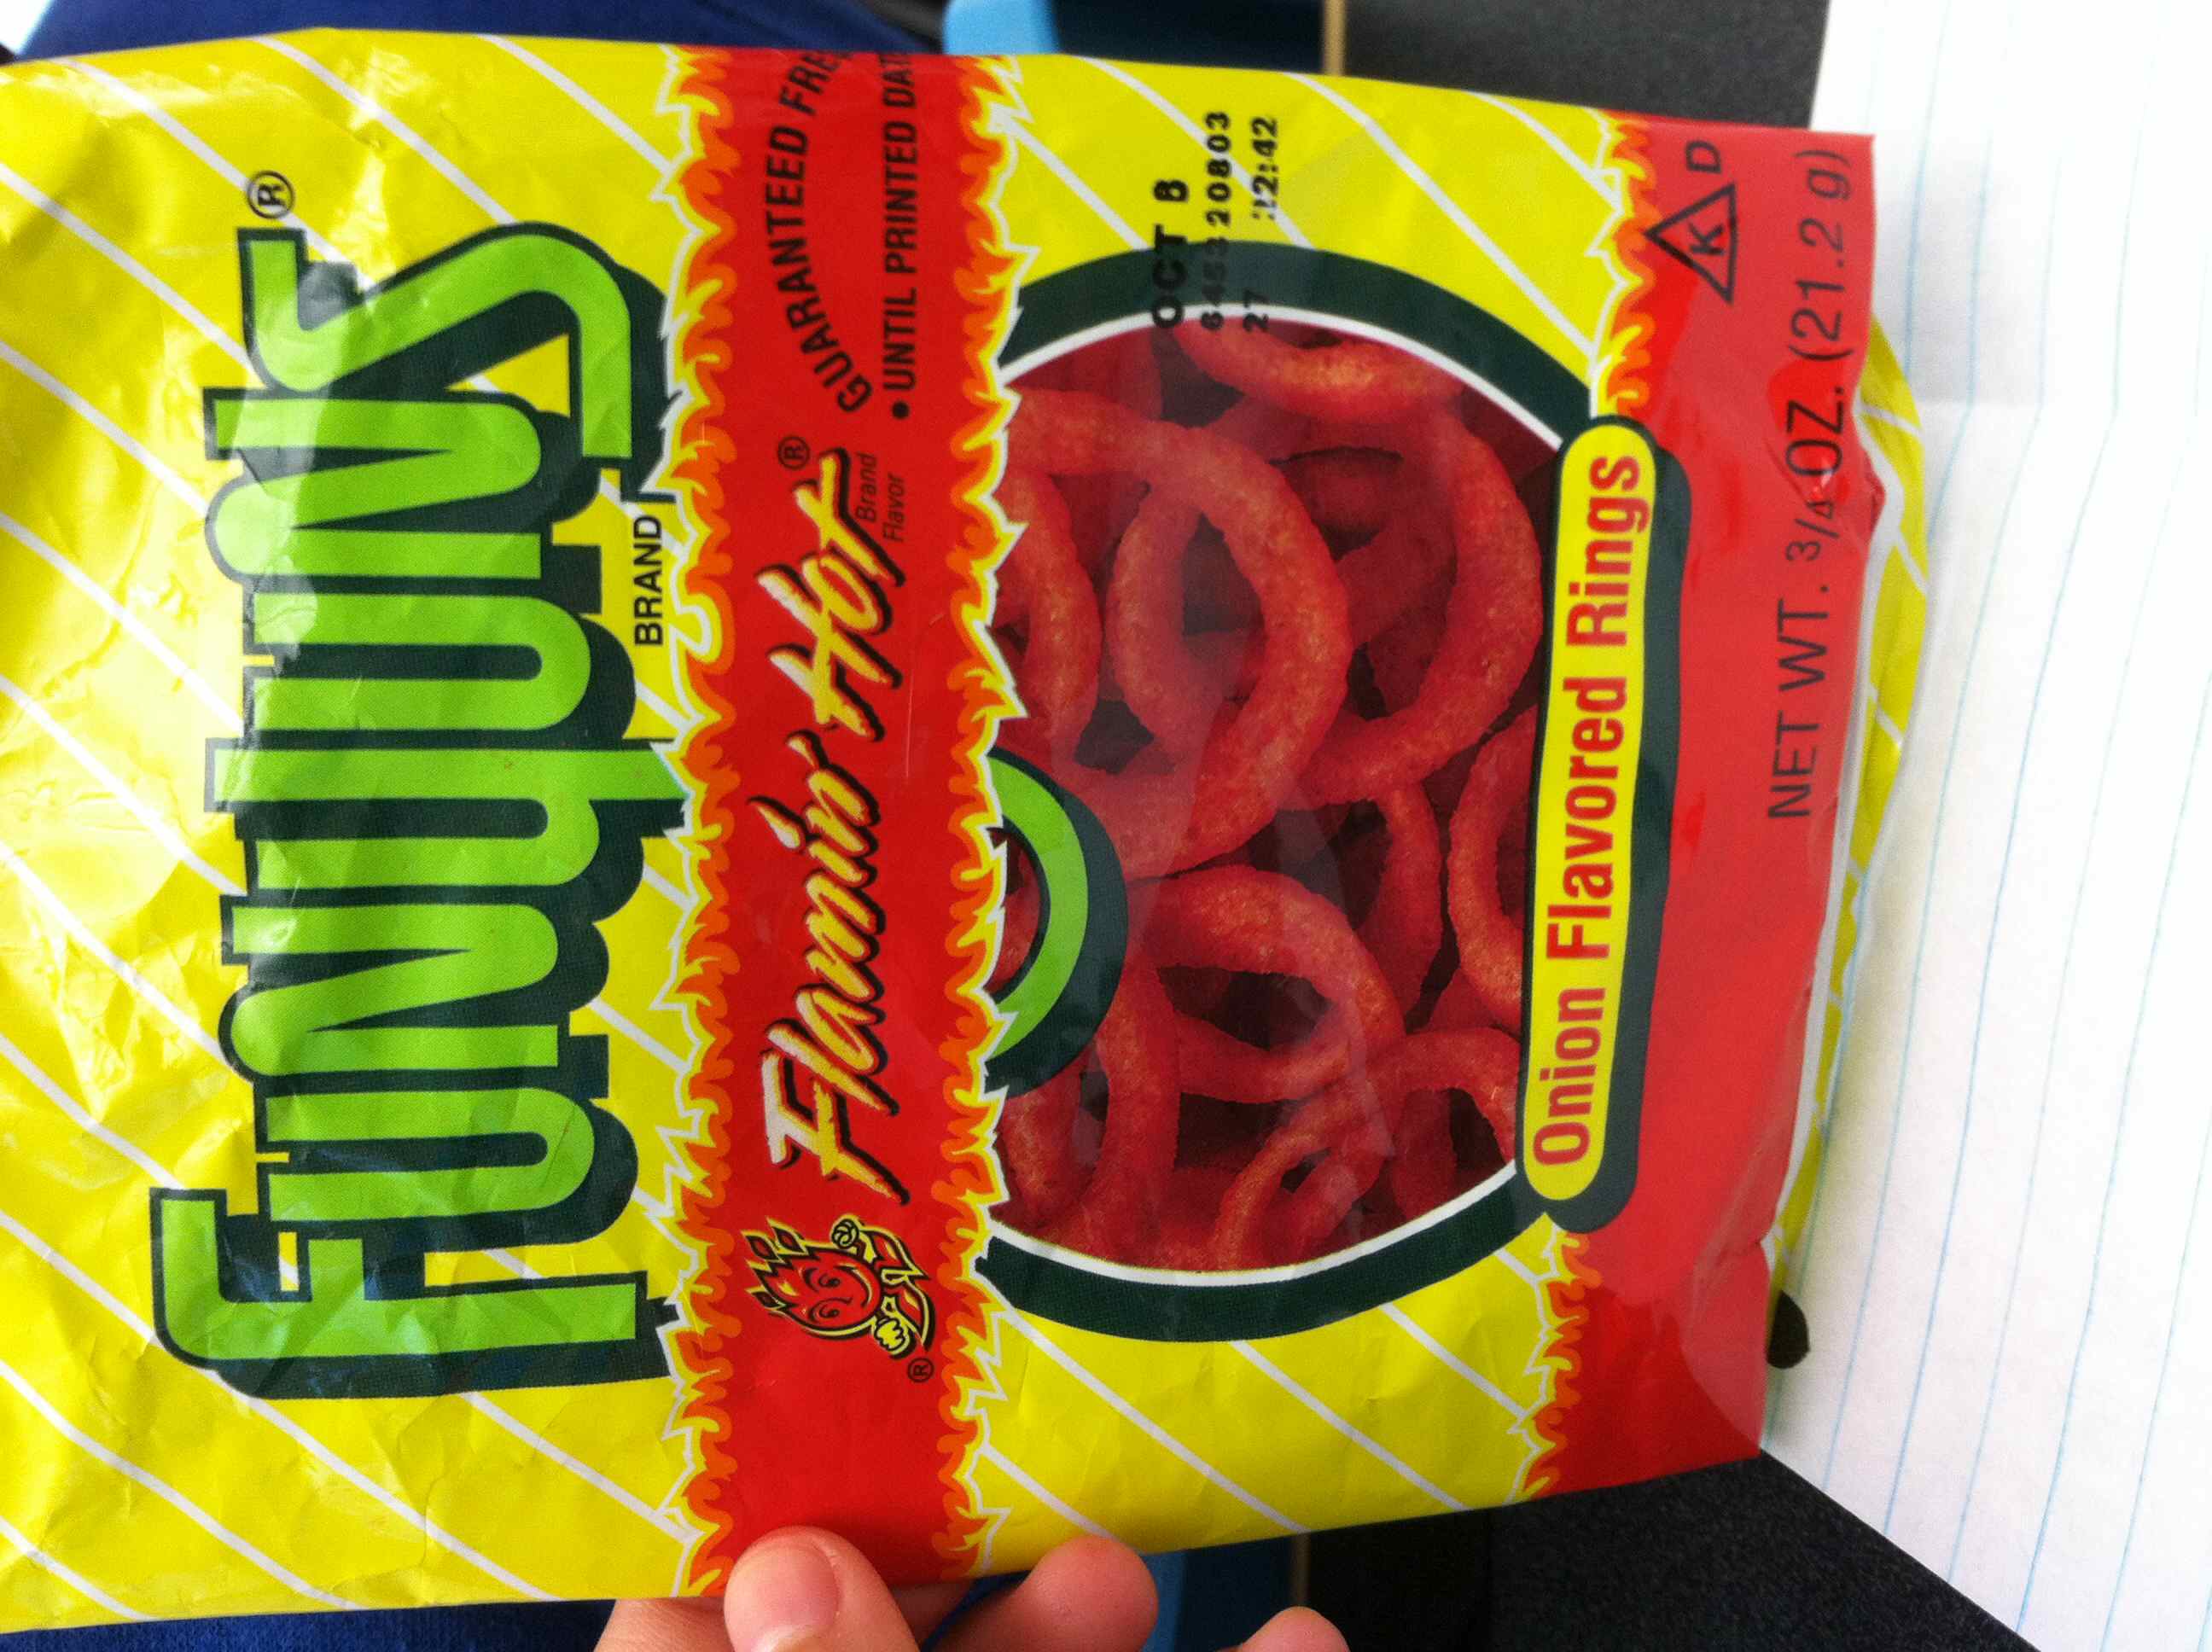 FUNYUNS®
BRAND
Flamin' Hot®
Brand
Flavor
®
GUARANTEED FRE
• UNTIL PRINTED DAT
OCT 8
20803
27 22:42
Onion Flavored Rings
K D
NET WT. 3/4 OZ. (21.2 g)